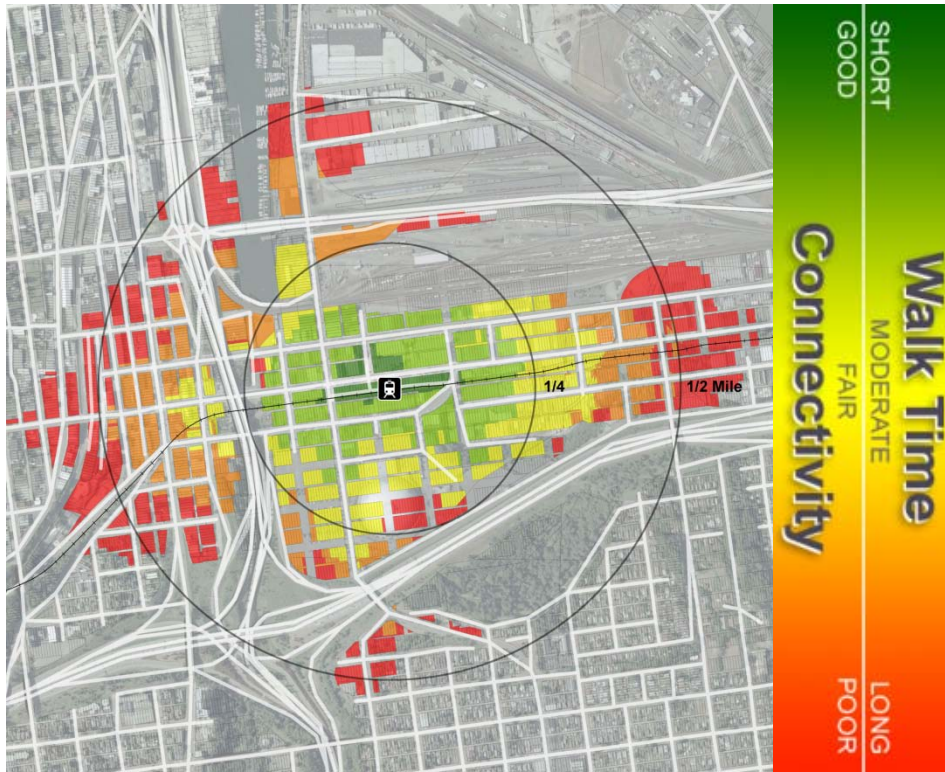 1/4
1/2 Mile
SHORT
GOOD
Walk Time
MODERATE
FAIR
Connectivity
LONG
POOR